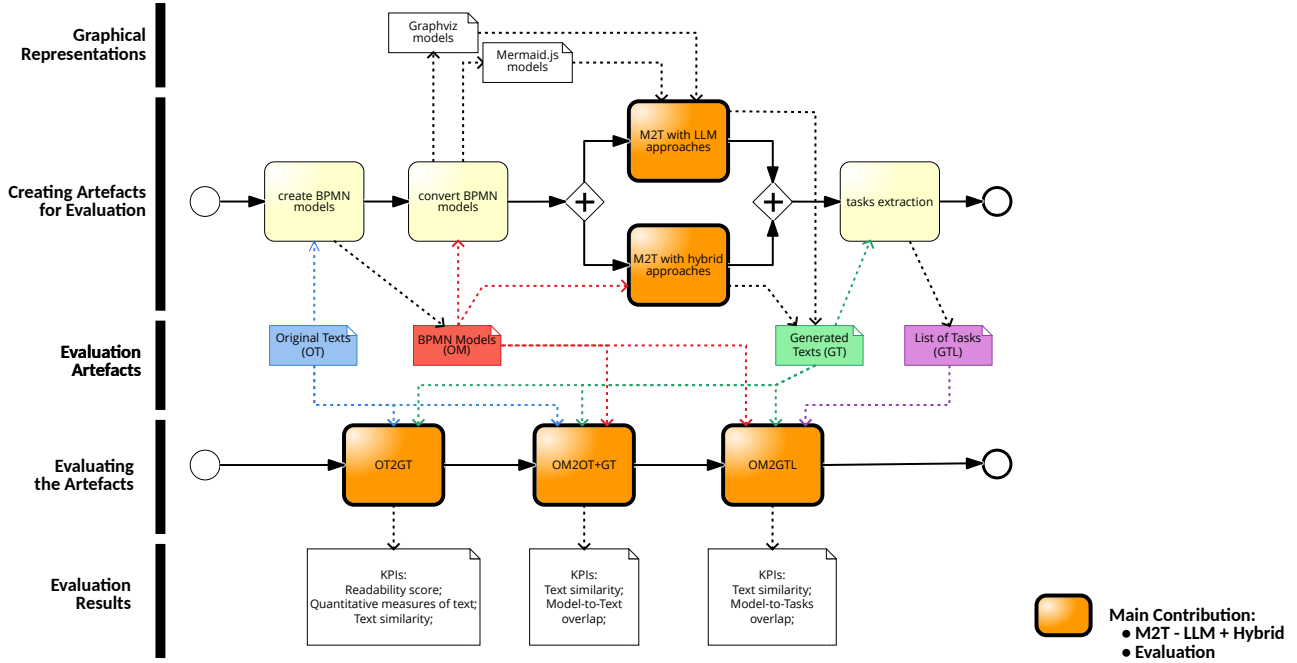 Graphical
Representations
Graphviz
models
Mermaid.js
models
Creating Artefacts
for Evaluation
create BPMN
models
convert BPMN
models
M2T with LLM
approaches
M2T with hybrid
approaches
tasks extraction
Evaluation
Artefacts
Original Texts
(OT)
BPMN Models
(OM)
Generated
Texts (GT)
List of Tasks
(GTL)
Evaluating
the Artefacts
OT2GT
OM2OT+GT
OM2GTL
Evaluation
Results
KPIs:
Readability score;
Quantitative measures of text;
Text similarity;
KPIs:
Text similarity;
Model-to-Text
overlap;
KPIs:
Text similarity;
Model-to-Tasks
overlap;
Main Contribution:
● M2T - LLM + Hybrid
● Evaluation